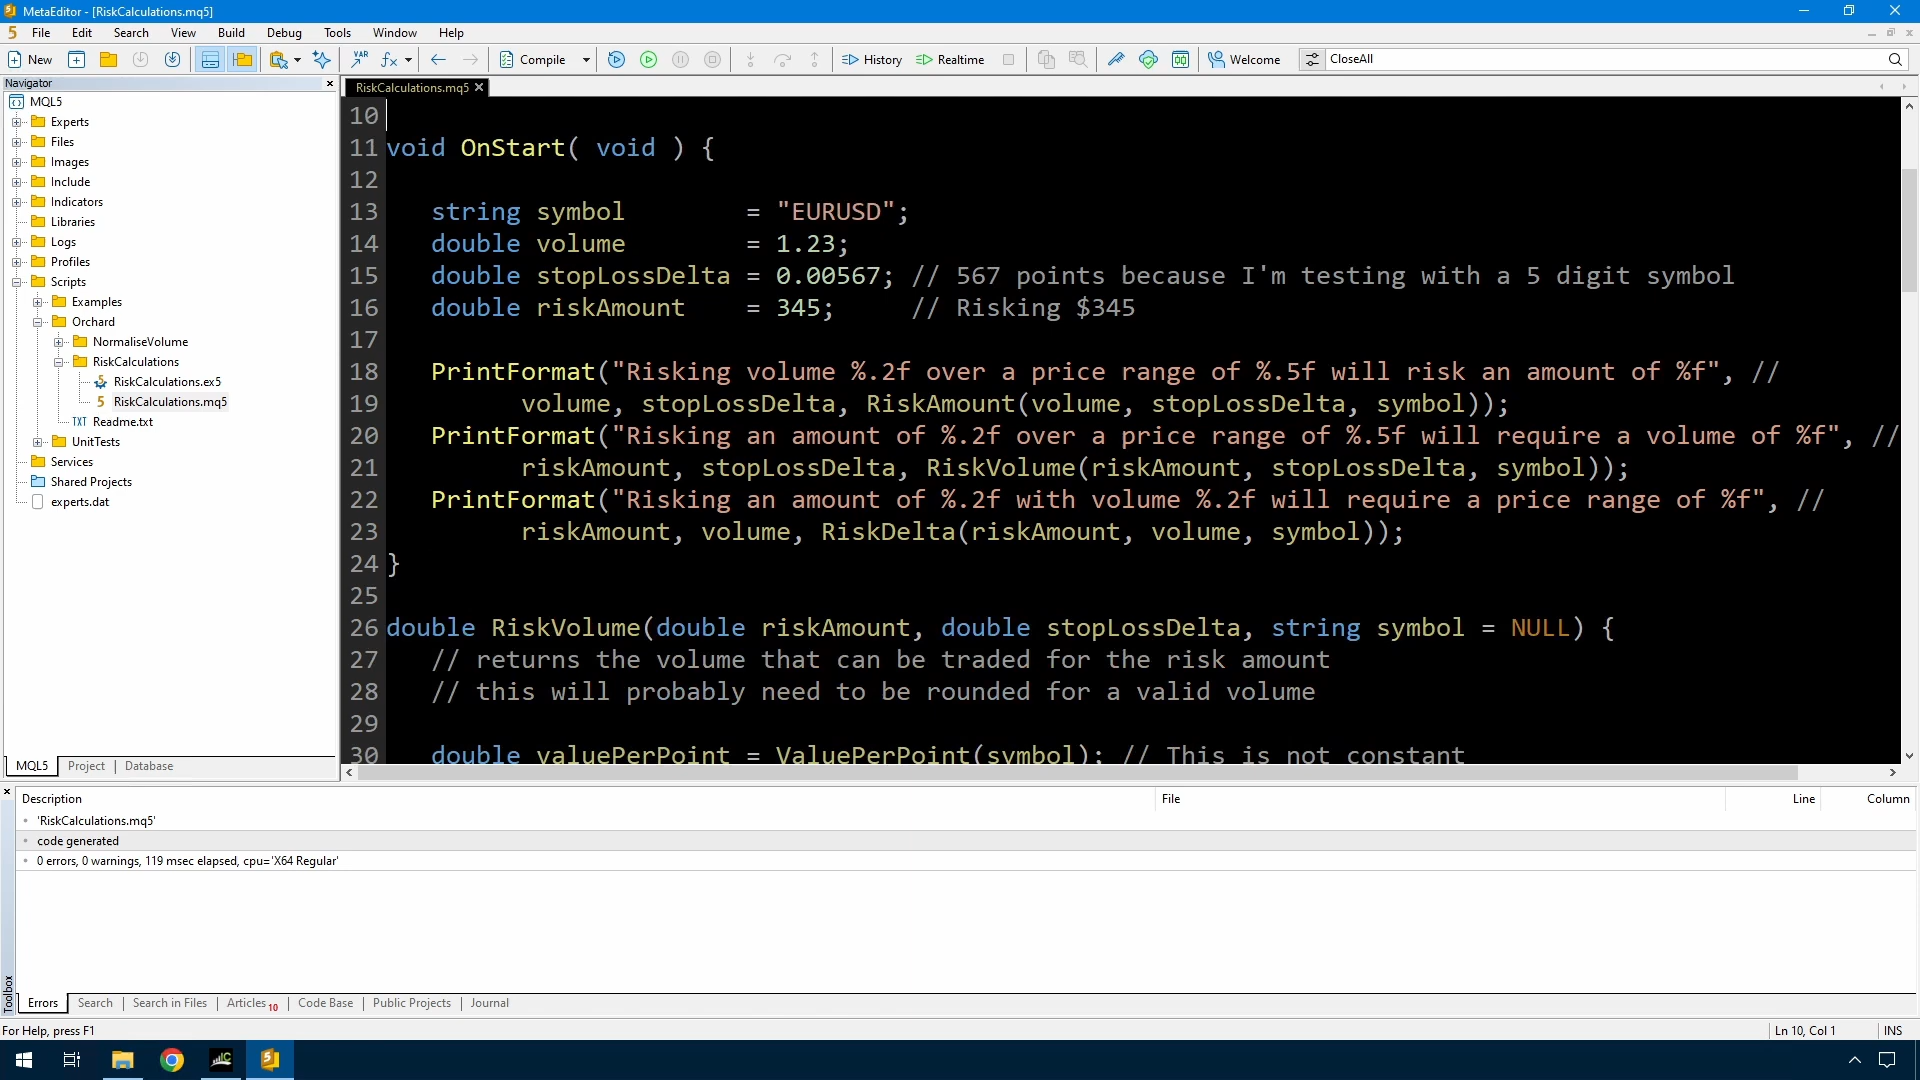 MetaEditor - [RiskCalculations.mq5]
File Edit Search View Build Debug Tools Window Help
New Compile History Realtime Welcome CloseAll
Navigator
RiskCalculations.mq5
MQL5
Experts
Files
Images
Include
Indicators
Libraries
Logs
Profiles
Scripts
Examples
Orchard
NormaliseVolume
RiskCalculations
RiskCalculations.ex5
RiskCalculations.mq5
TXT Readme.txt
UnitTests
Services
Shared Projects
experts.dat
MQL5 Project Database
10
11 void OnStart( void ) {
12
13 string symbol = "EURUSD";
14 double volume = 1.23;
15 double stopLossDelta = 0.00567; // 567 points because I'm testing with a 5 digit symbol
16 double riskAmount = 345; // Risking $345
17
18 PrintFormat("Risking volume %.2f over a price range of %.5f will risk an amount of %f", //
19 volume, stopLossDelta, RiskAmount(volume, stopLossDelta, symbol));
20 PrintFormat("Risking an amount of %.2f over a price range of %.5f will require a volume of %f", //
21 riskAmount, stopLossDelta, RiskVolume(riskAmount, stopLossDelta, symbol));
22 PrintFormat("Risking an amount of %.2f with volume %.2f will require a price range of %f", //
23 riskAmount, volume, RiskDelta(riskAmount, volume, symbol));
24 }
25
26 double RiskVolume(double riskAmount, double stopLossDelta, string symbol = NULL) {
27 // returns the volume that can be traded for the risk amount
28 // this will probably need to be rounded for a valid volume
29
30 double valuePerPoint = ValuePerPoint(symbol); // This is not constant
Description File Line Column
'RiskCalculations.mq5'
code generated
0 errors, 0 warnings, 119 msec elapsed, cpu='X64 Regular'
Toolbox
Errors Search Search in Files Articles 10 Code Base Public Projects Journal
For Help, press F1 Ln 10, Col 1 INS